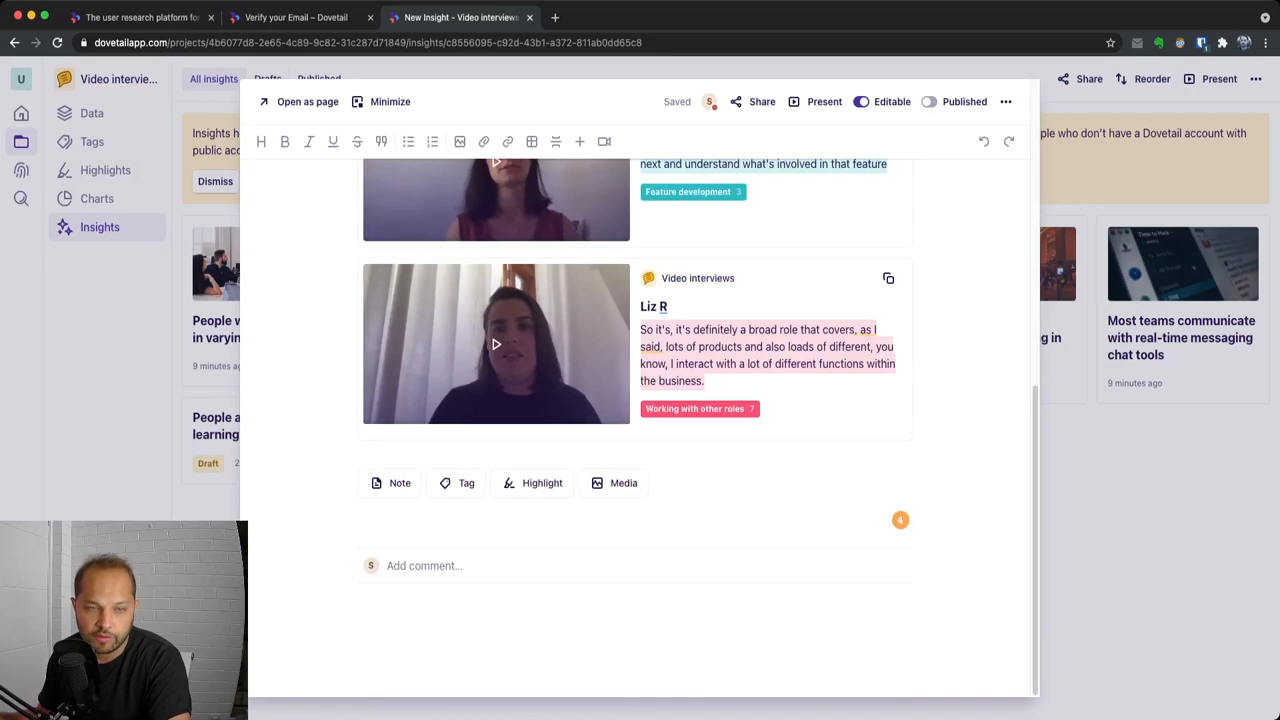 The user research platform for
Verify your Email – Dovetail
New Insight - Video interviews
dovetailapp.com/projects/4b6077d8-2e65-4c89-9c82-31c287d71849/insights/c8556095-c92d-43b1-a372-811ab0dd65c8
U
Video intervie...
All insights
Drafts
Published
Share
Reorder
Present
Data
Tags
Highlights
Charts
Insights
Insights h
public acc
Dismiss
ple who don't have a Dovetail account with
People w
in varyin
9 minutes ag
People a
learning
Draft
2
ing in
Most teams communicate
with real-time messaging
chat tools
9 minutes ago
Open as page
Minimize
Saved
S
Share
Present
Editable
Published
H B I U S
next and understand what's involved in that feature
Feature development 3
Video interviews
Liz R
So it's, it's definitely a broad role that covers, as I
said, lots of products and also loads of different, you
know, I interact with a lot of different functions within
the business.
Working with other roles 7
Note
Tag
Highlight
Media
4
S
Add comment...